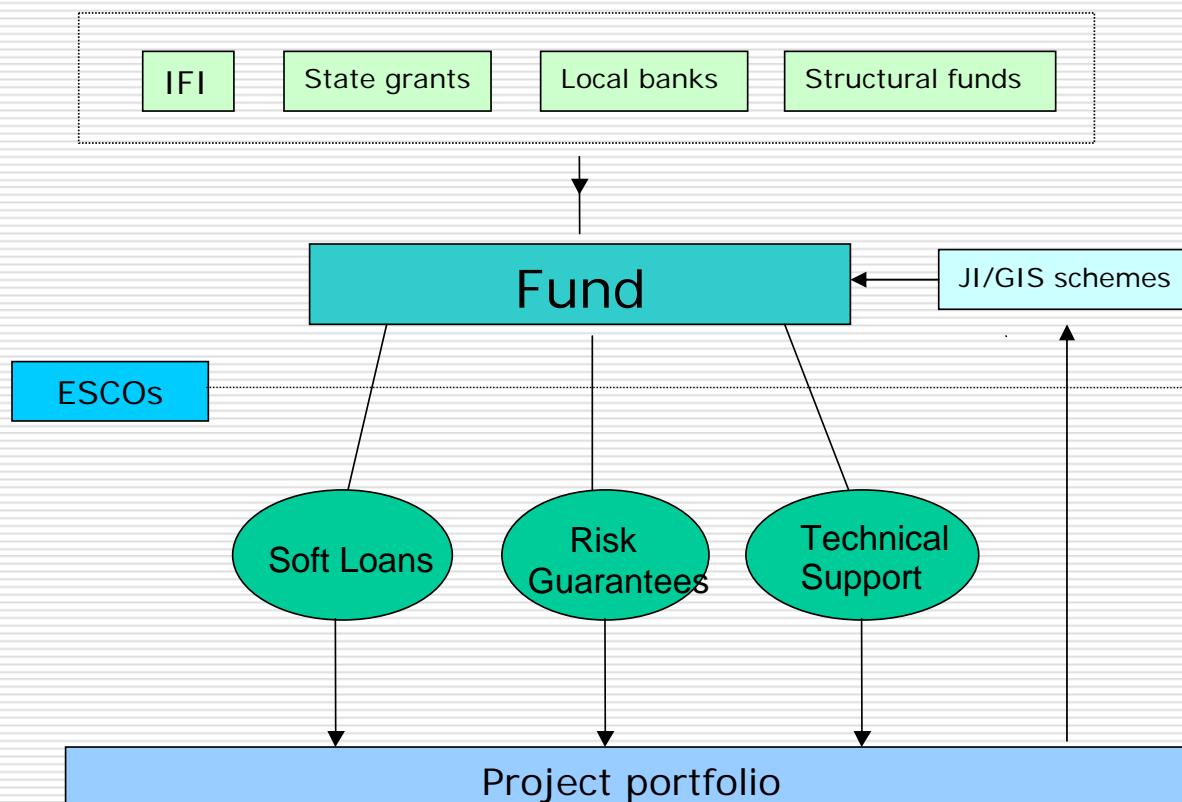 IFI
State grants
Local banks
Structural funds
Fund
JI/GIS schemes
ESCOs
Soft Loans
Risk
Guarantees
Technical
Support
Project portfolio